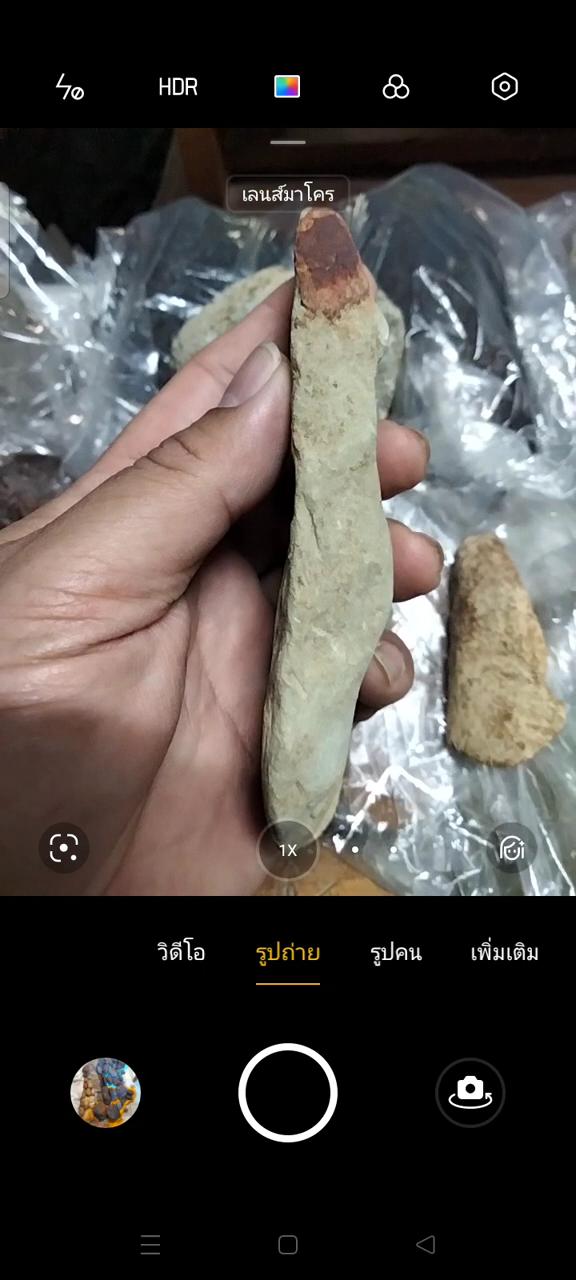 HDR
เลนส์มาโคร
1X
วิดีโอ
รูปถ่าย
รูปคน
เพิ่มเติม